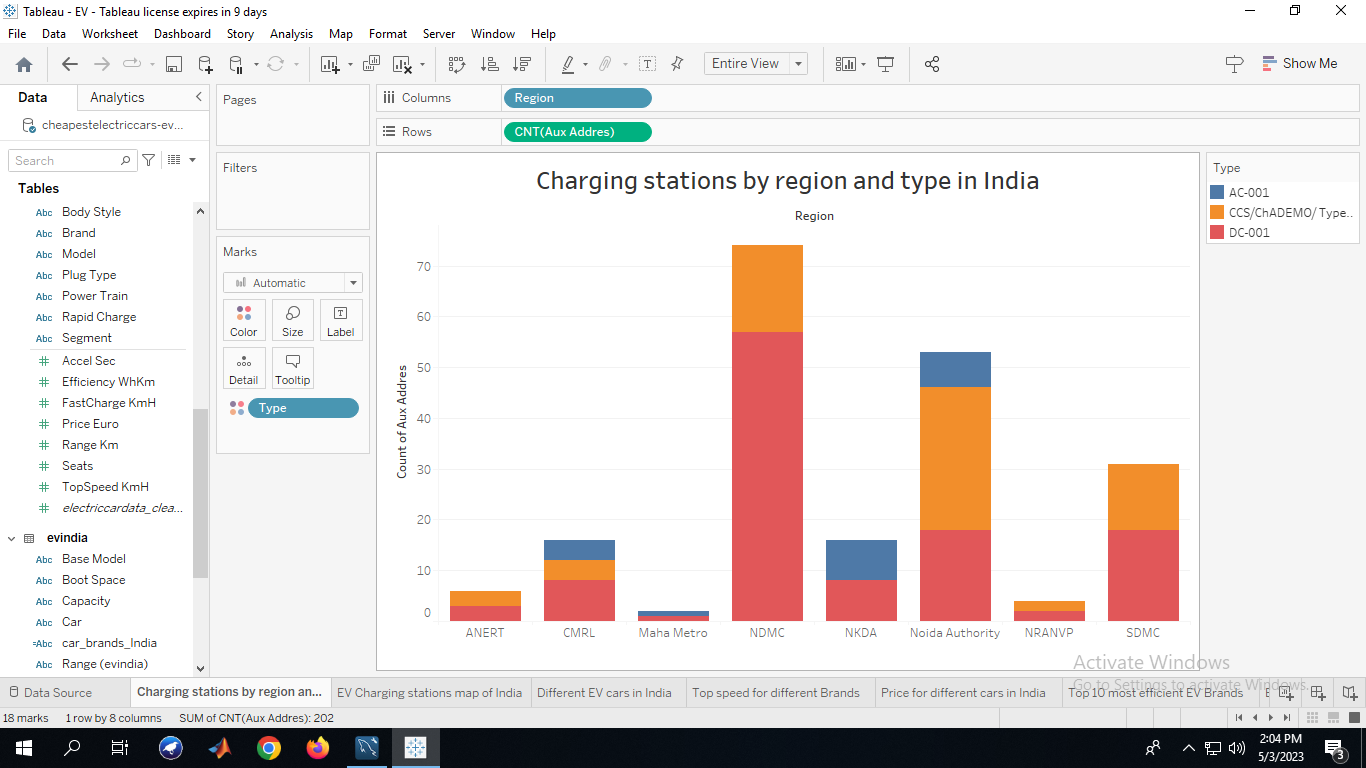 Tableau - EV - Tableau license expires in 9 days
File Data Worksheet Dashboard Story Analysis Map Format Server Window Help
Entire View
Show Me
Data Analytics
cheapestelectriccars-ev...
Search
Tables
Abc Body Style
Abc Brand
Abc Model
Abc Plug Type
Abc Power Train
Abc Rapid Charge
Abc Segment
# Accel Sec
# Efficiency WhKm
# FastCharge KmH
# Price Euro
# Range Km
# Seats
# TopSpeed KmH
# electriccardata_clea...
evindia
Abc Base Model
Abc Boot Space
Abc Capacity
Abc Car
=Abc car_brands_India
Abc Range (evindia)
Pages
Filters
Marks
Automatic
Color Size Label
Detail Tooltip
Type
Columns Region
Rows CNT(Aux Addres)
Charging stations by region and type in India
Region
Count of Aux Addres
70
60
50
40
30
20
10
0
ANERT CMRL Maha Metro NDMC NKDA Noida Authority NRANVP SDMC
Type
AC-001
CCS/ChADEMO/ Type..
DC-001
Activate Windows
Go to Settings to activate Windows.
Data Source Charging stations by region an... EV Charging stations map of India Different EV cars in India Top speed for different Brands Price for different cars in India Top 10 most efficient EV Brands
18 marks 1 row by 8 columns SUM of CNT(Aux Addres): 202
2:04 PM
5/3/2023
3